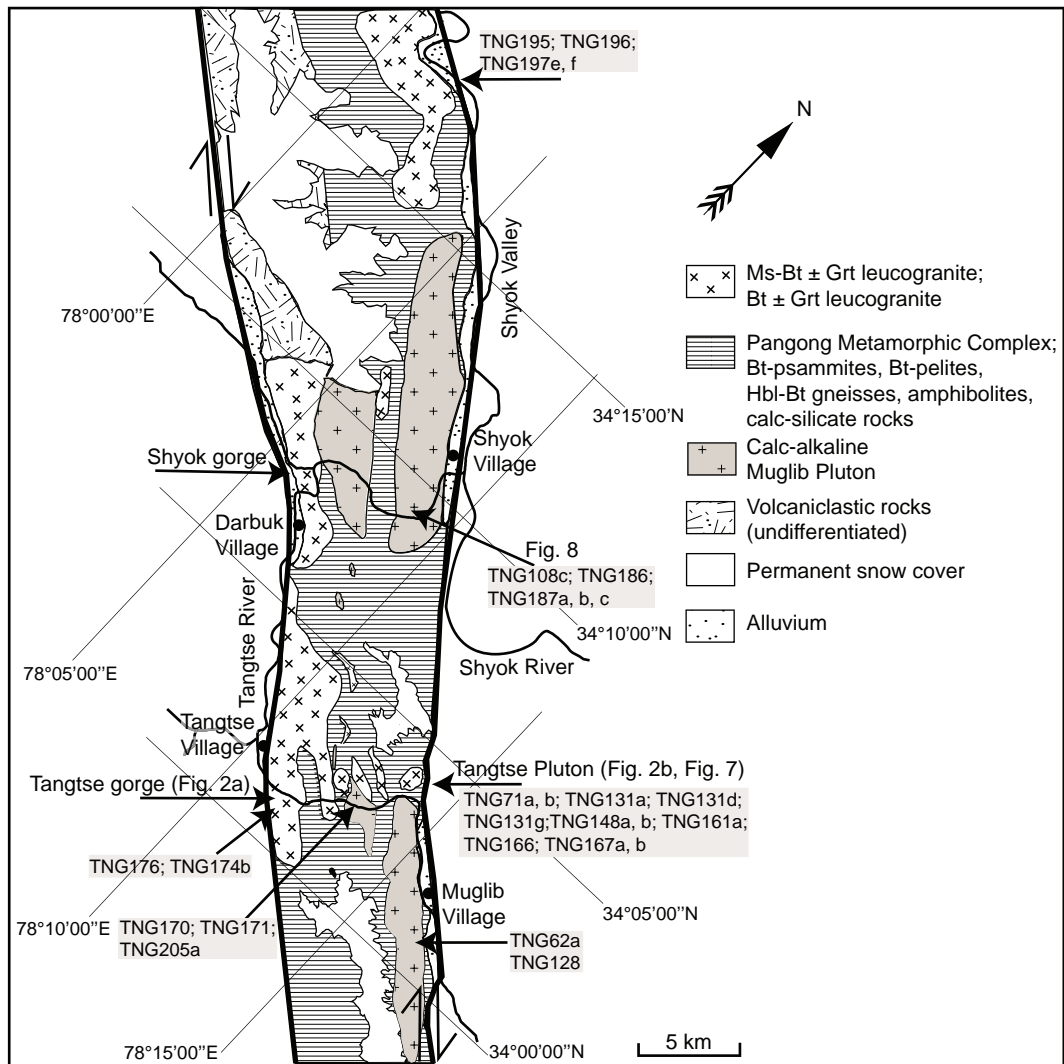 TNG195; TNG196;
TNG197e, f
N
Shyok Valley
Ms-Bt ± Grt leucogranite;
Bt ± Grt leucogranite
78°00'00’’E
Pangong Metamorphic Complex;
Bt-psammites, Bt-pelites,
Hbl-Bt gneisses, amphibolites,
calc-silicate rocks
34°15'00’N
Calc-alkaline
Muglib Pluton
Shyok gorge
Shyok
Village
Volcaniclastic rocks
(undifferentiated)
Darbuk
Village
Fig. 8
TNG108c; TNG186;
TNG187a, b, c
Permanent snow cover
Alluvium
34°10'00’’N
78°05'00’’E
Tangtse River
Shyok River
Tangtse
Village
Tangtse gorge (Fig. 2a)
Tangtse Pluton (Fig. 2b, Fig. 7)
TNG71a, b; TNG131a; TNG131d;
TNG131g;TNG148a, b; TNG161a;
TNG166; TNG167a, b
TNG176; TNG174b
78°10'00’’E
TNG170; TNG171;
TNG205a
Muglib
Village
34°05'00’’N
TNG62a
TNG128
78°15'00’’E
34°00'00’’N
5 km